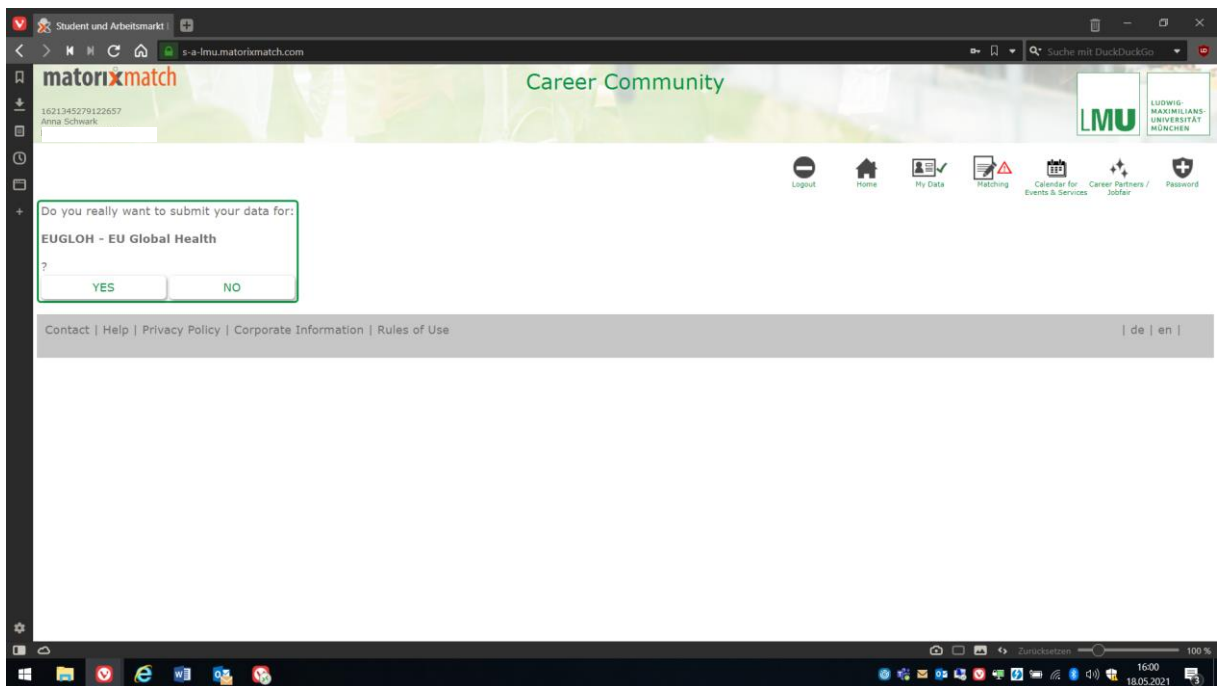 Student und Arbeitsmarkt
s-a-lmu.matorixmatch.com
Suche mit DuckDuckGo
matorixmatch
Career Community
1621345279122657
Anna Schwark
LMU
LUDWIG-
MAXIMILIANS-
UNIVERSITÄT
MÜNCHEN
Logout
Home
My Data
Matching
Calendar for
Events & Services
Career Partners /
Jobfair
Password
Do you really want to submit your data for:
EUGLOH - EU Global Health
?
YES NO
Contact | Help | Privacy Policy | Corporate Information | Rules of Use | de | en |
Zurücksetzen 100 %
16:00
18.05.2021